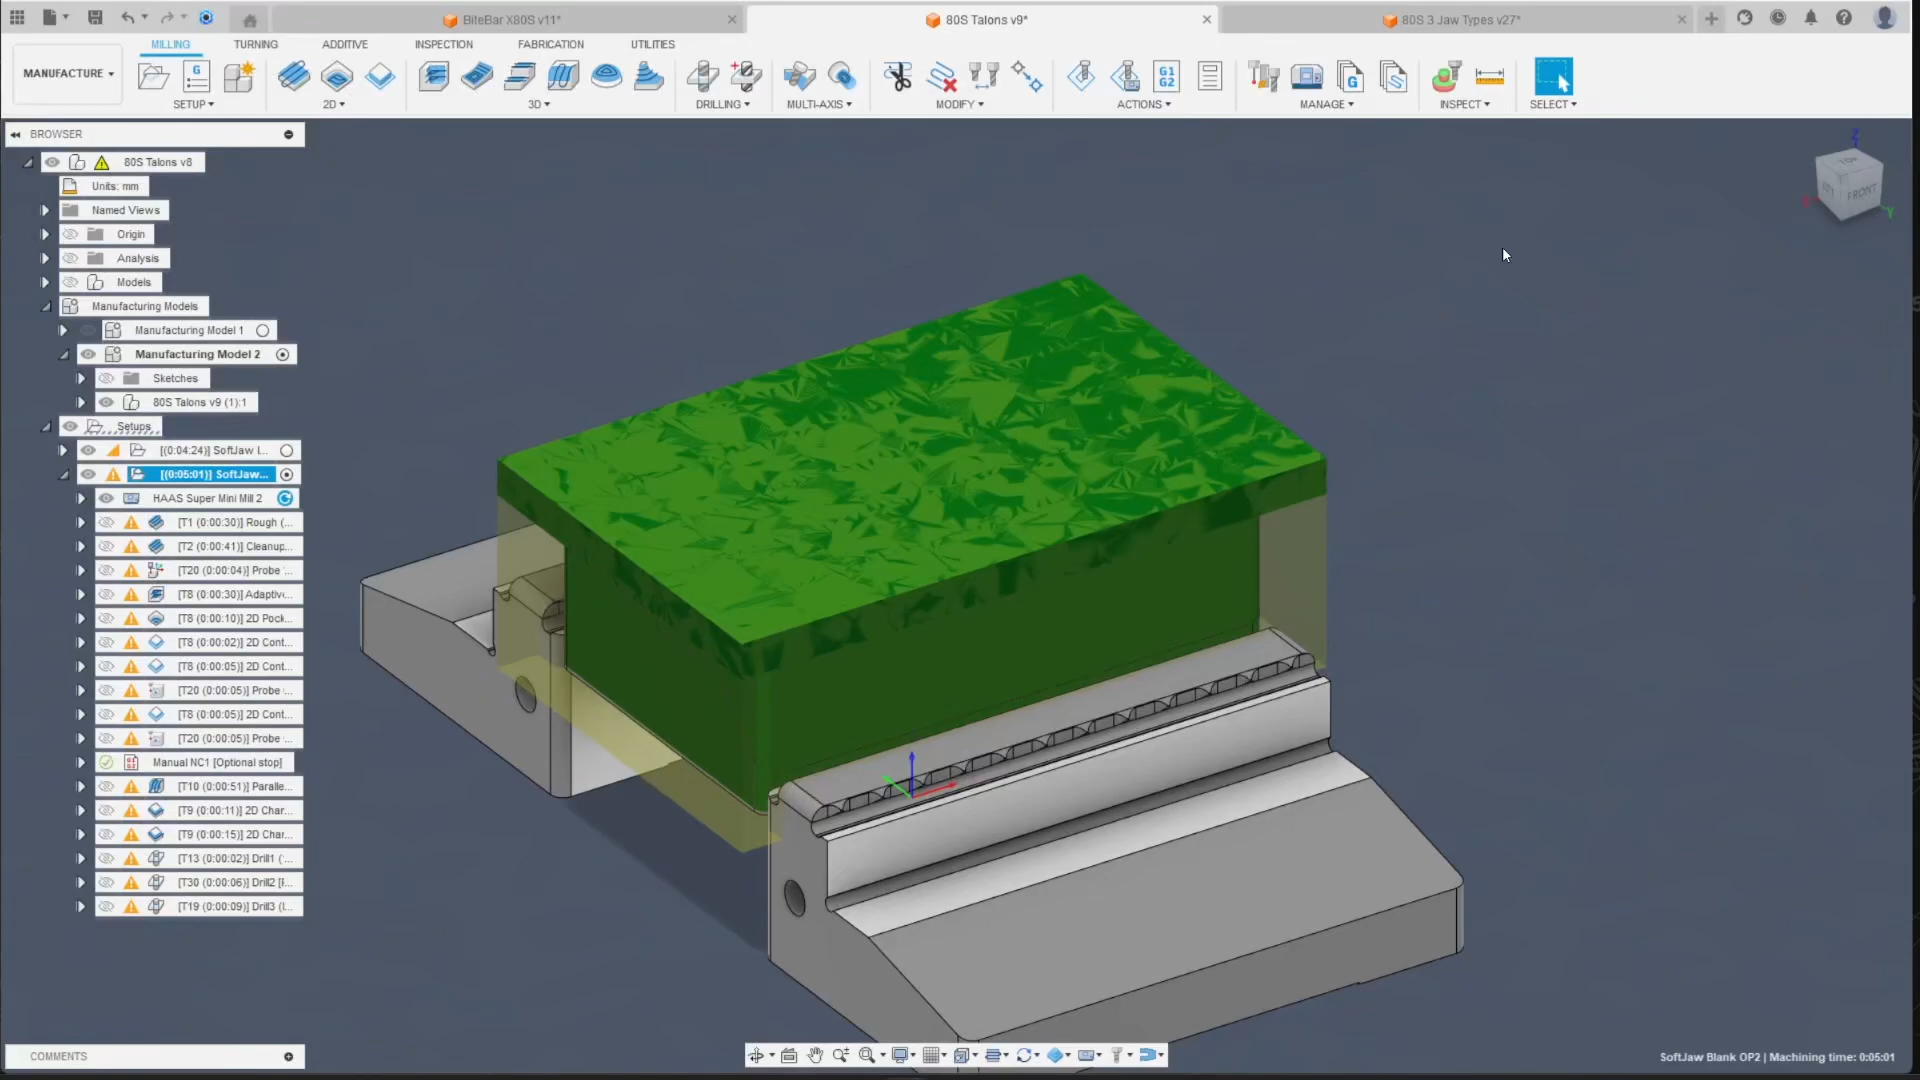 BiteBar X80S v11*
80S Talons v9*
80S 3 Jaw Types v27*
MANUFACTURE
MILLING
TURNING
ADDITIVE
INSPECTION
FABRICATION
UTILITIES
G
G1
G2
G
SETUP
2D
3D
DRILLING
MULTI-AXIS
MODIFY
ACTIONS
MANAGE
INSPECT
SELECT
BROWSER
80S Talons v8
Units: mm
Named Views
Origin
Analysis
Models
Manufacturing Models
Manufacturing Model 1
Manufacturing Model 2
Sketches
80S Talons v9 (1):1
Setups
[(0:04:24)] SoftJaw I...
[(0:05:01)] SoftJaw...
HAAS Super Mini Mill 2
[T1 (0:00:30)] Rough (...
[T2 (0:00:41)] Cleanup...
[T20 (0:00:04)] Probe ...
[T8 (0:00:30)] Adaptiv...
[T8 (0:00:10)] 2D Pock...
[T8 (0:00:02)] 2D Cont...
[T8 (0:00:05)] 2D Cont...
[T20 (0:00:05)] Probe ...
[T8 (0:00:05)] 2D Cont...
[T20 (0:00:05)] Probe ...
Manual NC1 [Optional stop]
[T10 (0:00:51)] Paralle...
[T9 (0:00:11)] 2D Cha...
[T9 (0:00:15)] 2D Cha...
[T13 (0:00:02)] Drill1 (...
[T30 (0:00:06)] Drill2 [...
[T19 (0:00:09)] Drill3 (...
Z
TOP
FRONT
Y
COMMENTS
SoftJaw Blank OP2 | Machining time: 0:05:01